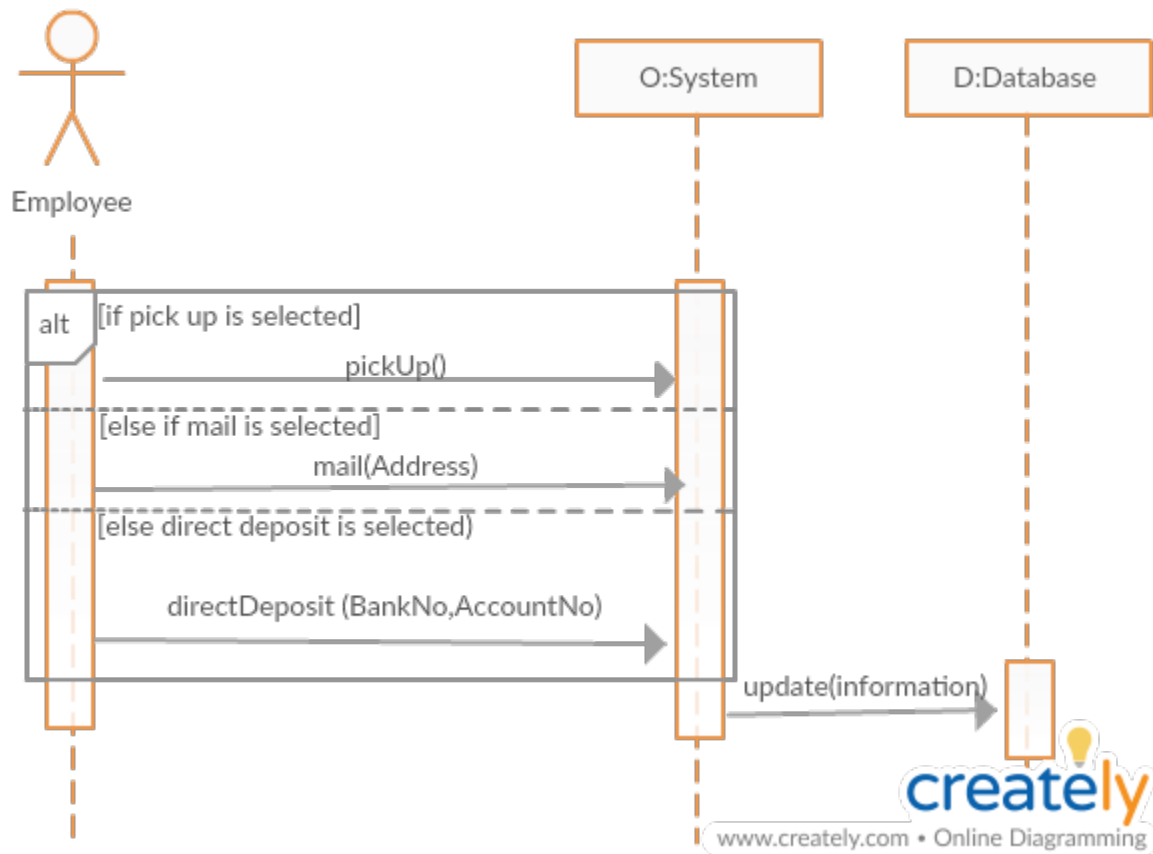 O:System
D:Database
Employee
alt
[if pick up is selected]
pickUp()
[else if mail is selected]
mail(Address)
[else direct deposit is selected)
directDeposit (BankNo,AccountNo)
update(information)
creately
www.creately.com • Online Diagramming